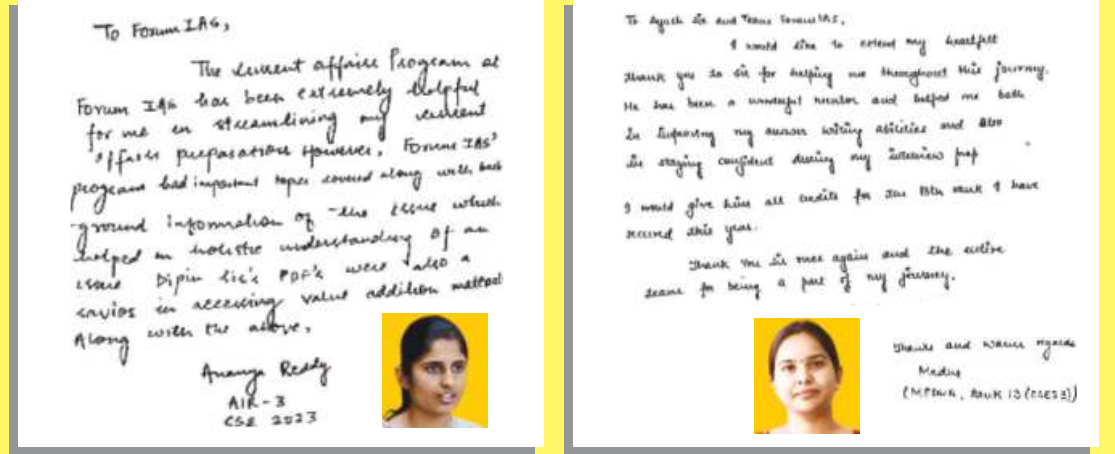 To Forum IAS,
The current affairs Program at
Forum IAS has been extremely helpful
for me in streamlining my current
affairs preparation However, Forum IAS'
program had important topics covered along with back
-ground information of the issue which
helped in holistic understanding of an
issue Dipin sir's PDF's were also a
savior in accessing value addition material
Along with the above,
Ananya Reddy
AIR-3
CSE 2023
To Ayush Sir and Team ForumIAS,
I would like to extend my heartfelt
thank you to sir for helping me throughout this journey.
He has been a wonderful mentor and helped me both
in improving my answer writing abilities and also
in staying confident during my interview prep
I would give him all credits for the 13th rank I have
secured this year.
Thank you sir once again and the entire
team for being a part of my journey.
Thanks and warm regards
Medha
(Rank 13 (CSE23))